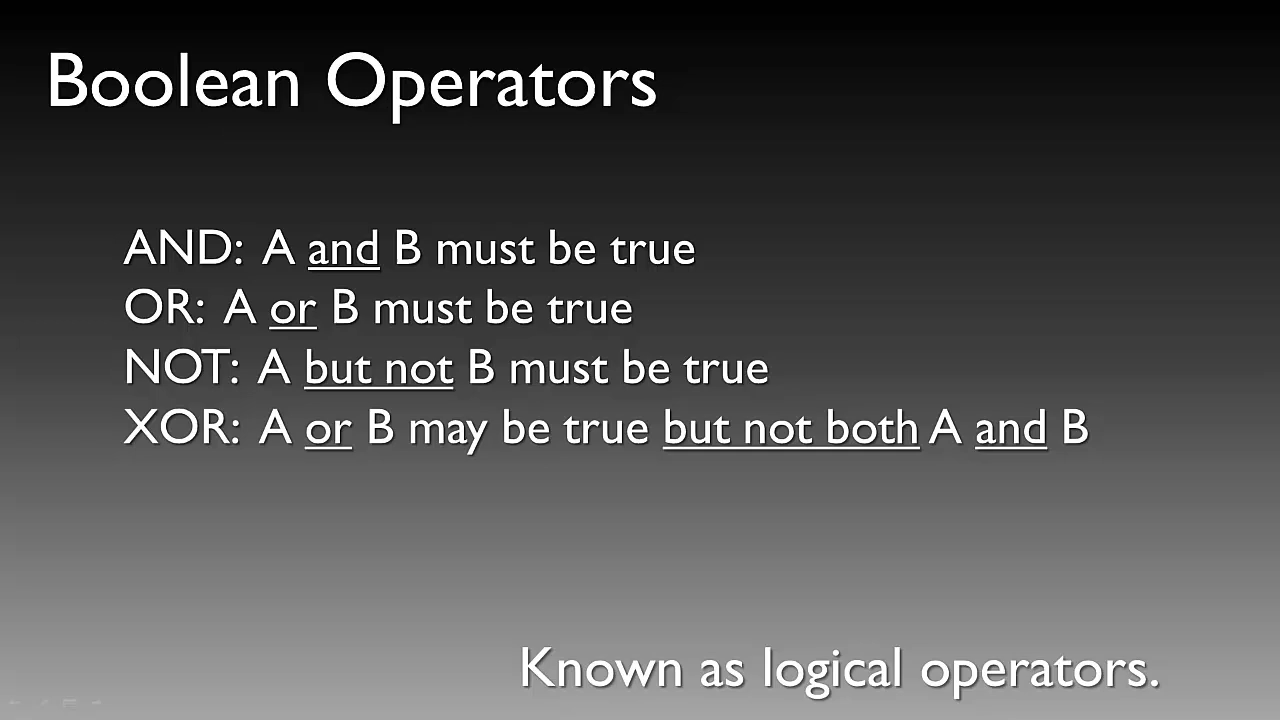 Boolean Operators
AND: A and B must be true
OR: A or B must be true
NOT: A but not B must be true
XOR: A or B may be true but not both A and B
Known as logical operators.